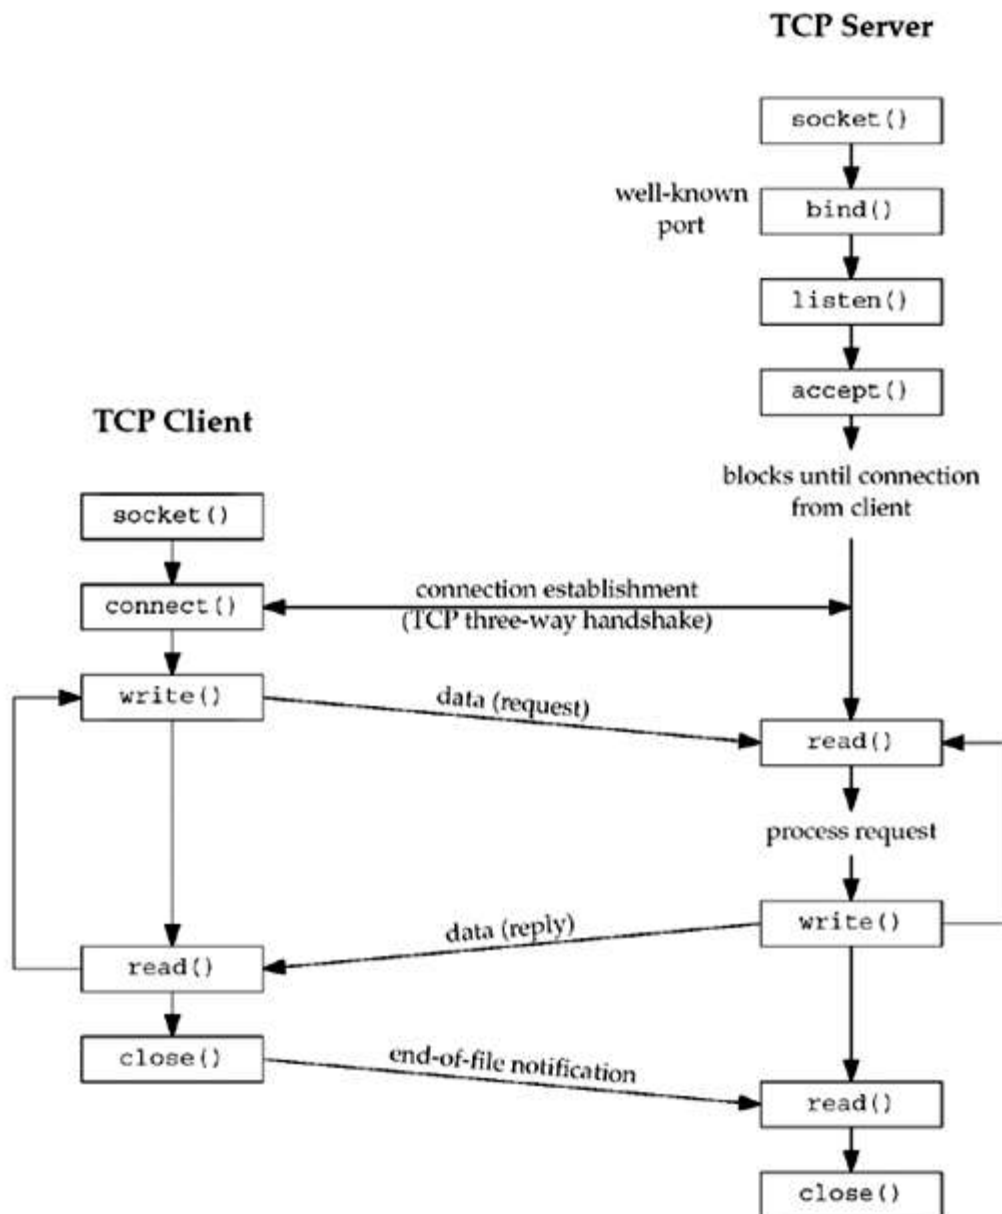 TCP Server
socket()
well-known
port
bind()
listen()
accept()
TCP Client
blocks until connection
from client
socket()
connection establishment
connect()
(TCP three-way handshake)
write()
data (request)
read()
process request
data (reply)
write()
read()
close()
end-of-file notification
read()
close()